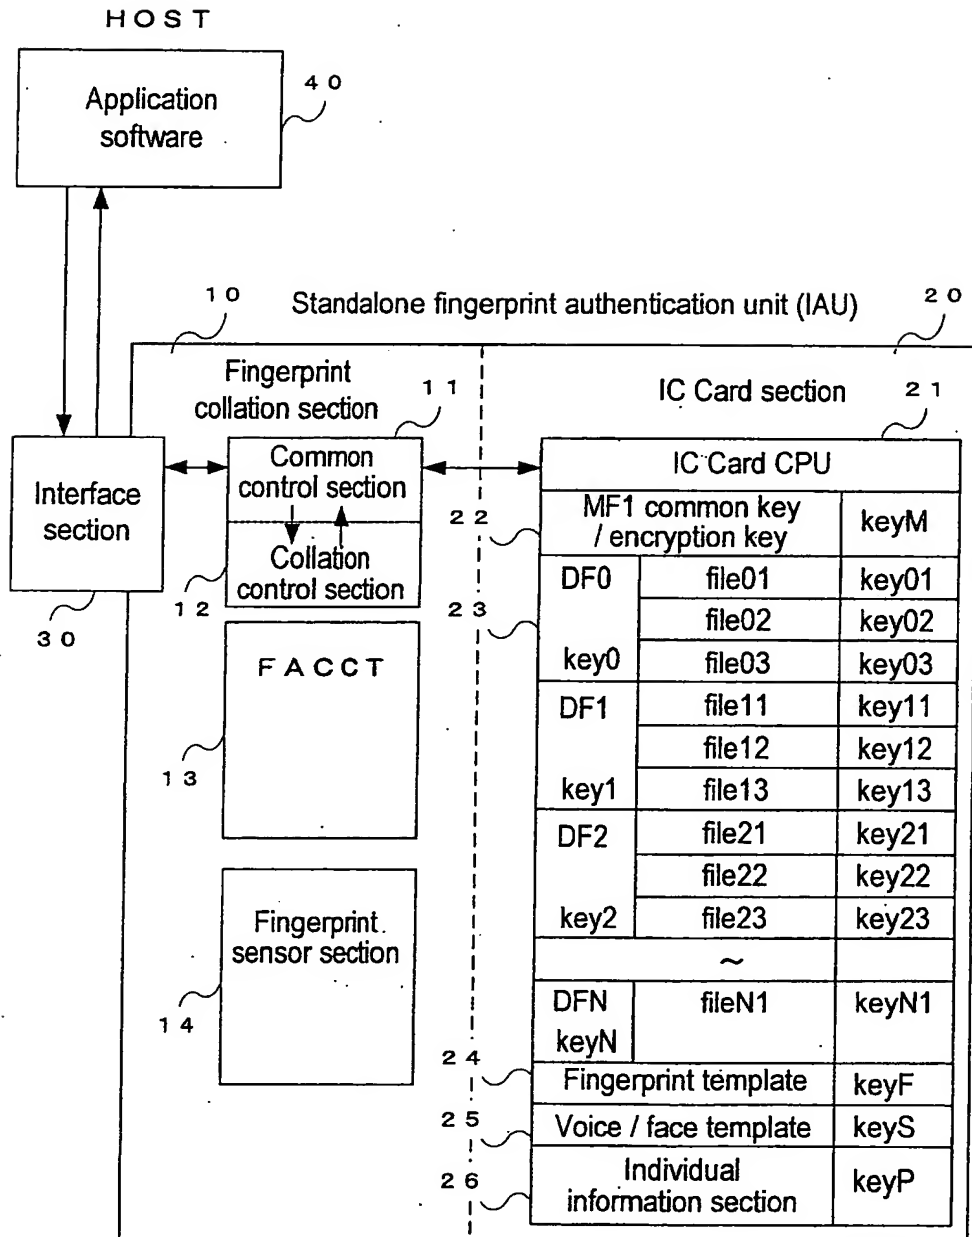 HOST
40
Application
software
10
Standalone fingerprint authentication unit (IAU)
20
Fingerprint
collation section
11
IC Card section
21
Interface
section
30
Common
control section
Collation
control section
12
FACCT
13
Fingerprint
sensor section
14
IC Card CPU
22
MF1 common key
/ encryption key
keyM
23
DF0
file01
key01
file02
key02
key0
file03
key03
DF1
file11
key11
file12
key12
key1
file13
key13
DF2
file21
key21
file22
key22
key2
file23
key23
~
DFN
fileN1
keyN1
keyN
24
Fingerprint template
keyF
25
Voice / face template
keyS
26
Individual
information section
keyP